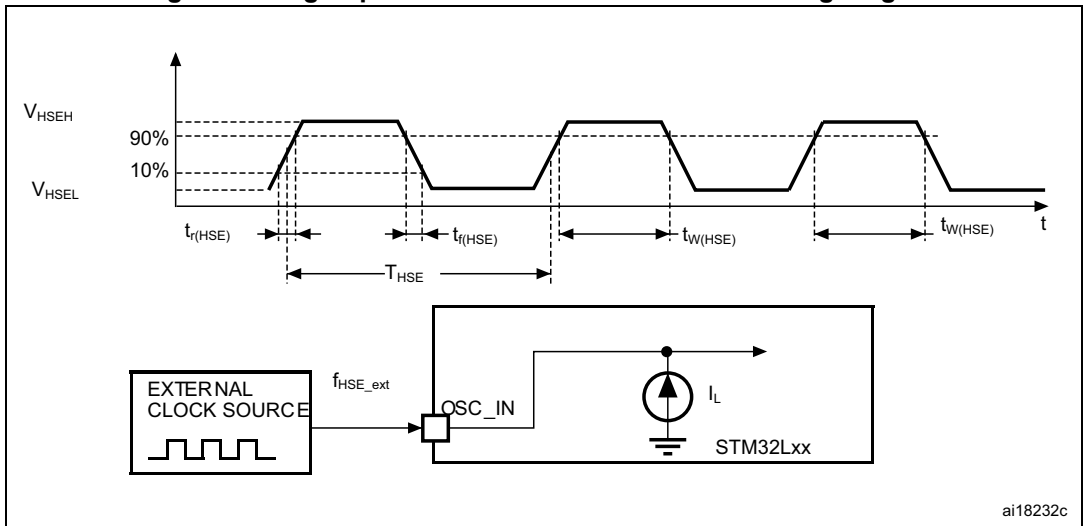 V_HSEH
90%
10%
V_HSEL
t_r(HSE)
t_f(HSE)
t_W(HSE)
t_W(HSE)
t
T_HSE
EXTERNAL
CLOCK SOURCE
f_HSE_ext
OSC_IN
I_L
STM32Lxx
ai18232c